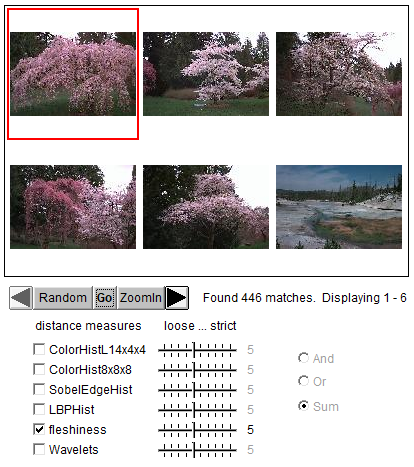 Random Go ZoomIn Found 446 matches. Displaying 1 - 6
distance measures loose ... strict
ColorHistL14x4x4 5
ColorHist8x8x8 5
And
SobelEdgeHist 5
Or
LBPHist 5
Sum
fleshiness 5
Wavelets 5